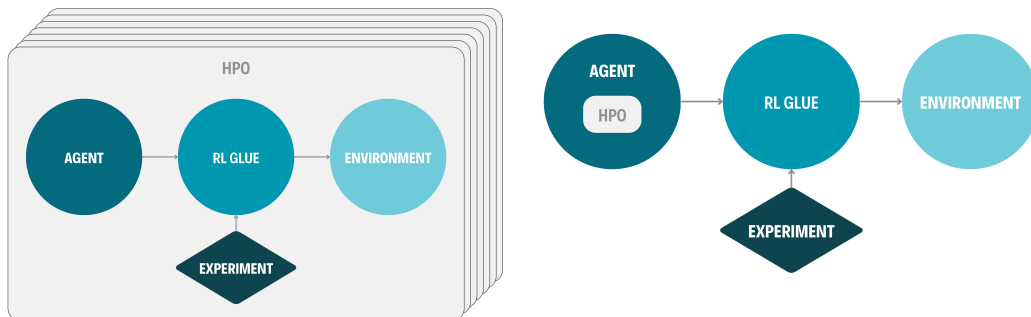 HPO
AGENT
RL GLUE
ENVIRONMENT
EXPERIMENT
AGENT
HPO
RL GLUE
ENVIRONMENT
EXPERIMENT